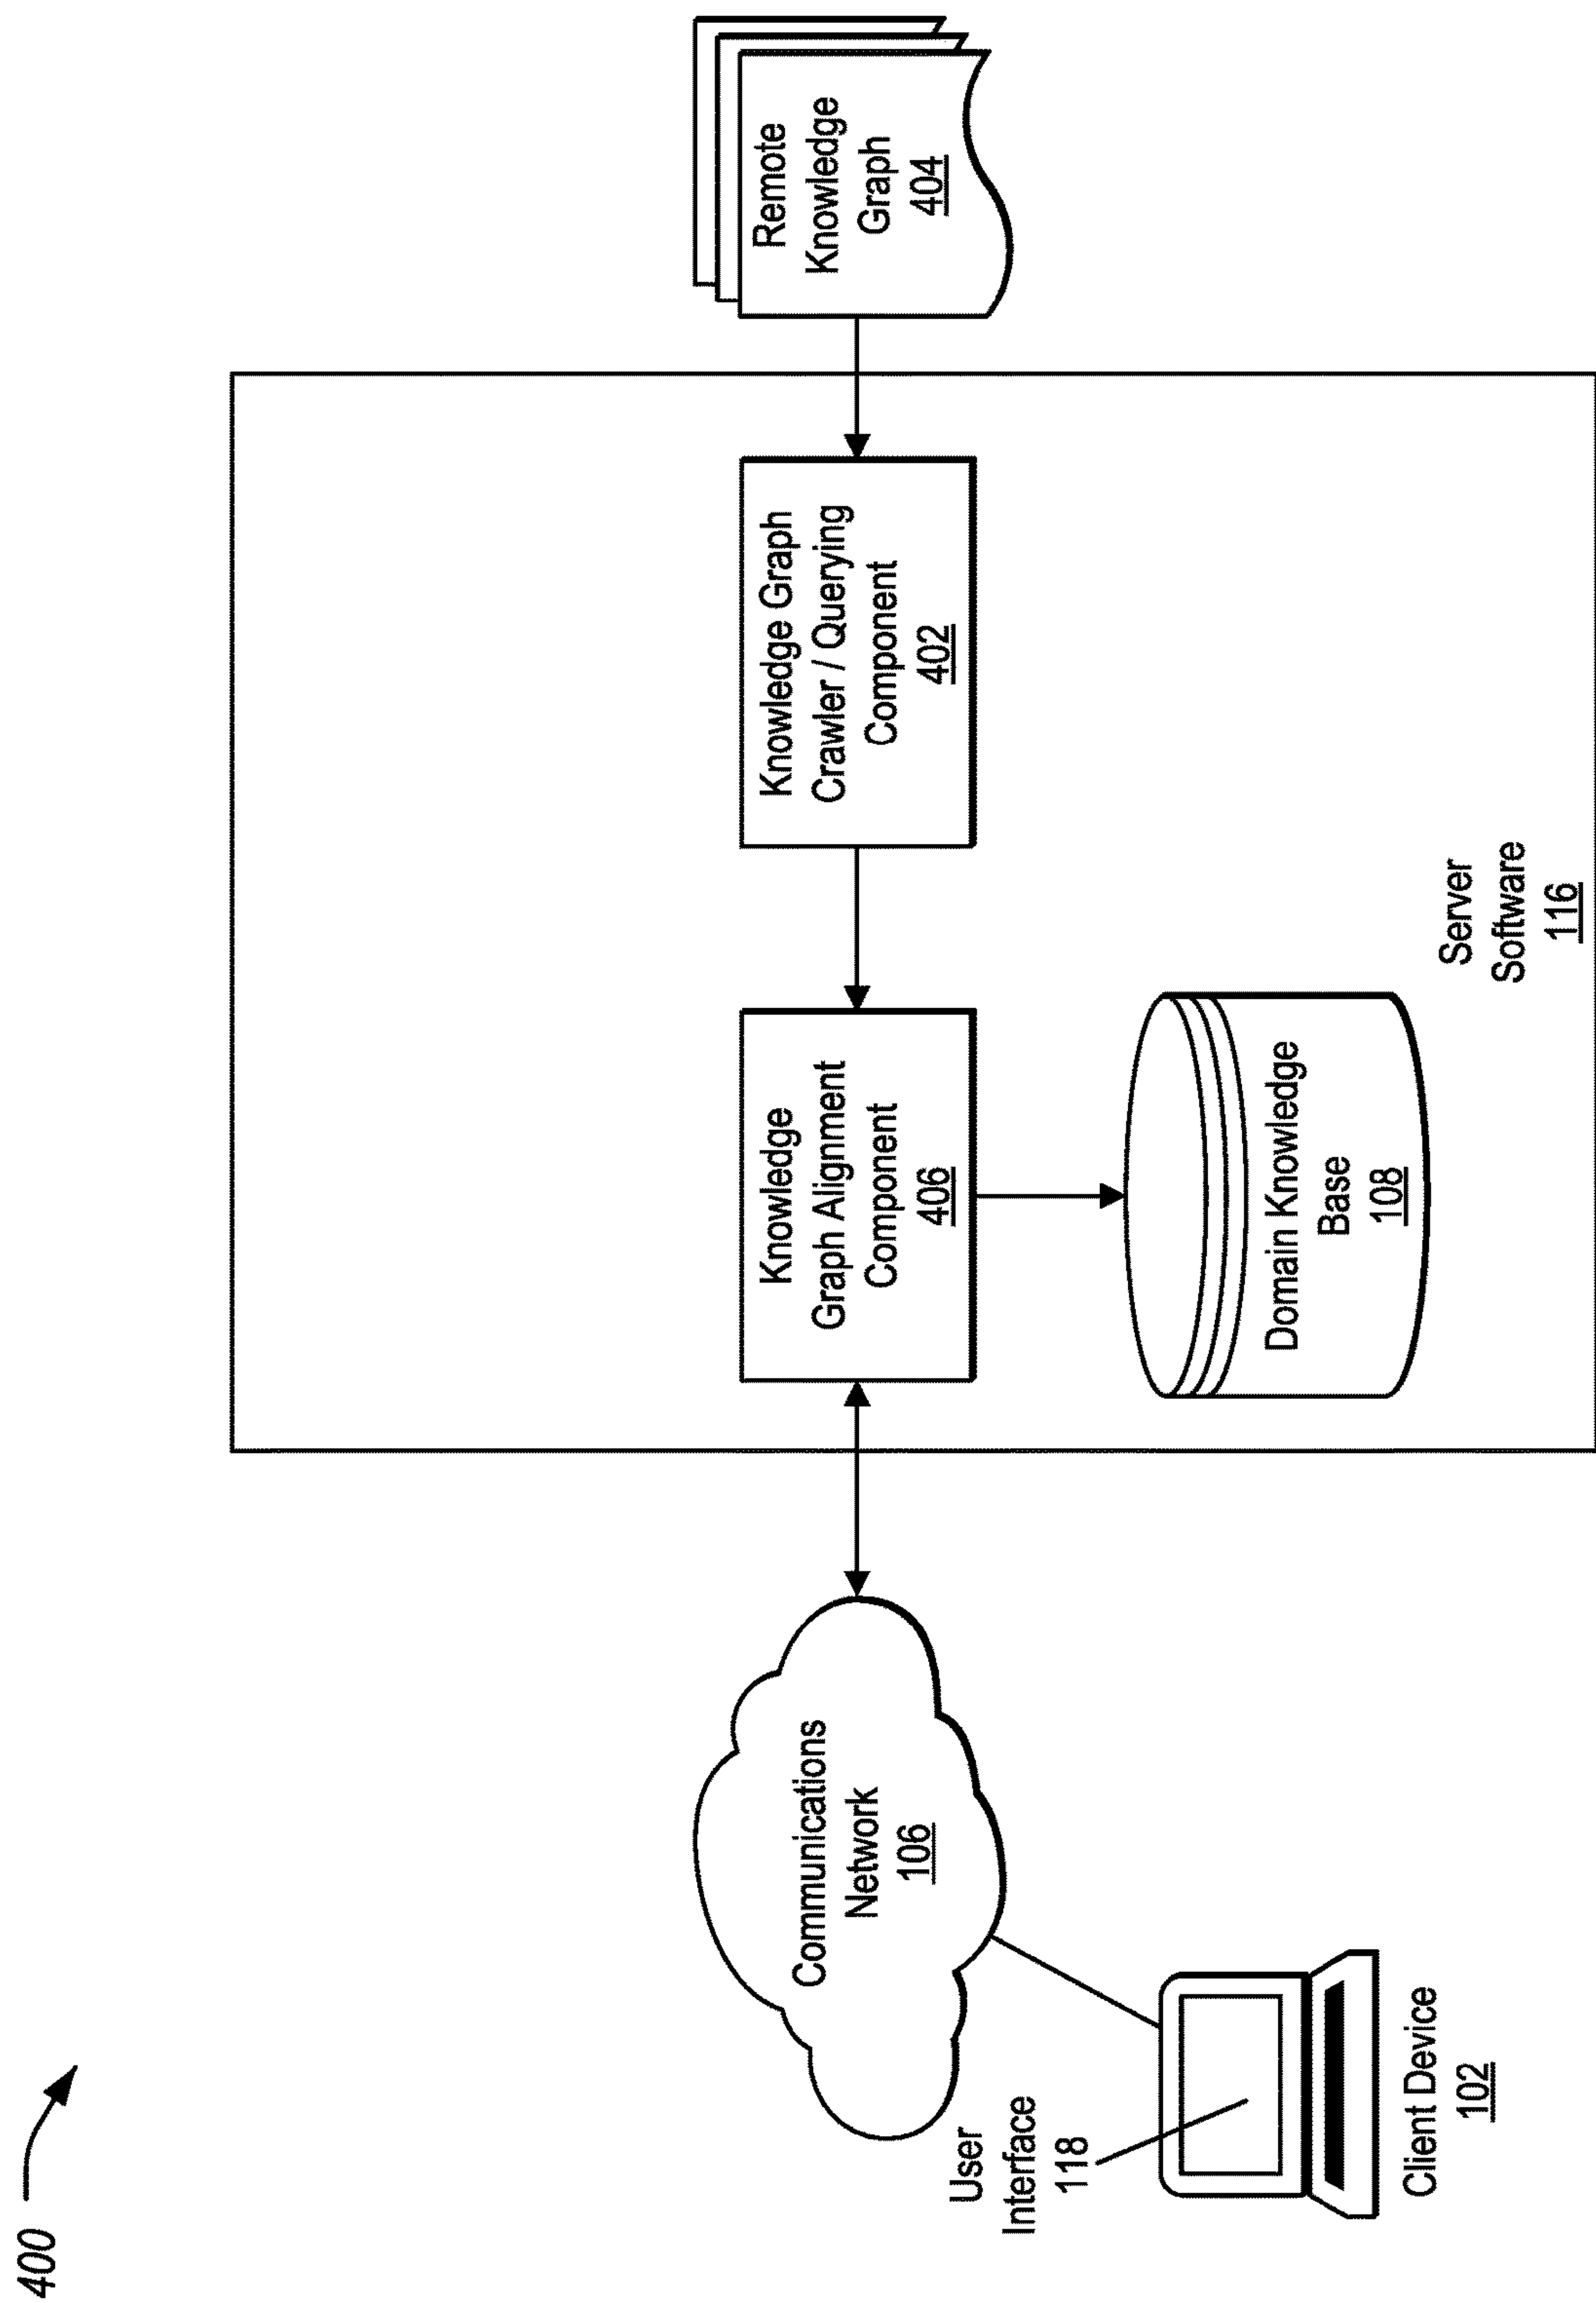 400
User
Interface
118
Client Device
102
Communications
Network
106
Knowledge
Graph Alignment
Component
406
Domain Knowledge
Base
108
Knowledge Graph
Crawler / Querying
Component
402
Server
Software
116
Remote
Knowledge
Graph
404